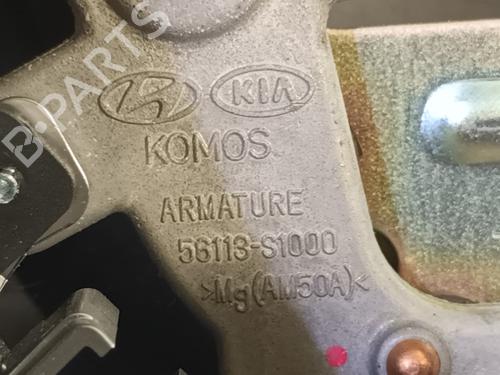 B-PARTS
KIA
KOMOS
ARMATURE
56113-S1000
>Mg(AM50A)<